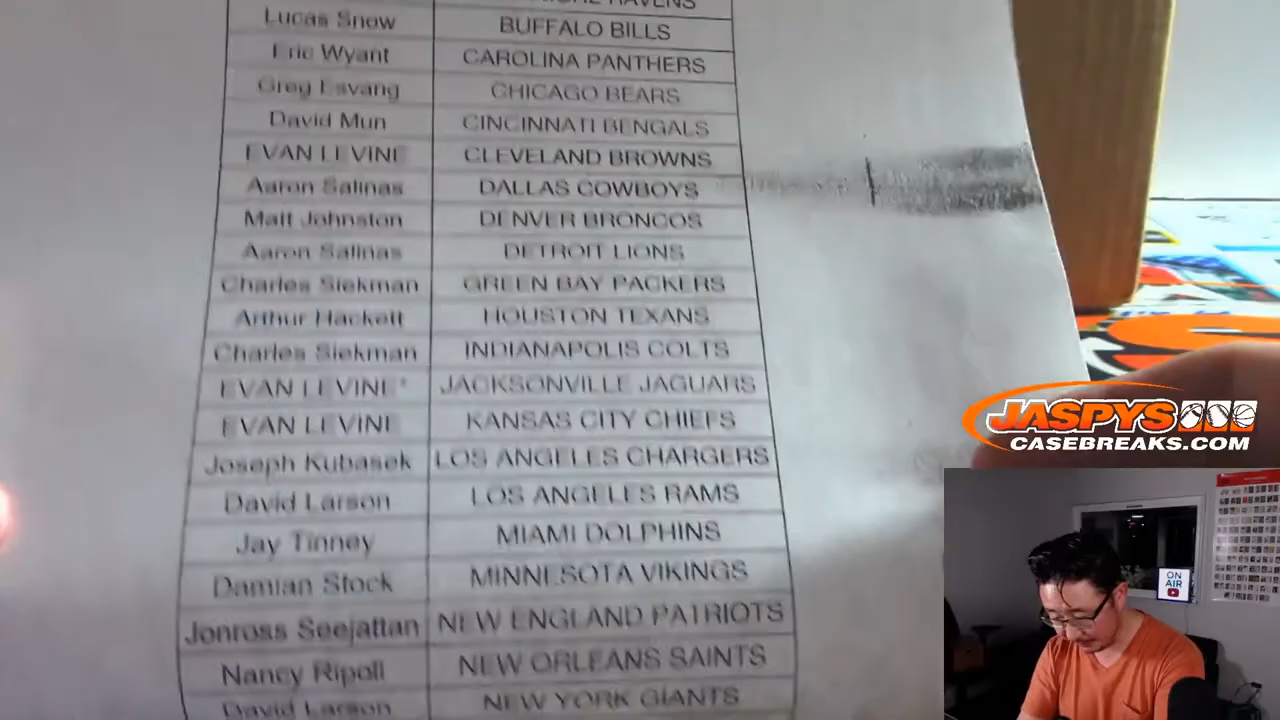 RAVENS
Lucas Snow BUFFALO BILLS
Eric Wyant CAROLINA PANTHERS
Greg Esvang CHICAGO BEARS
David Mun CINCINNATI BENGALS
EVAN LEVINE CLEVELAND BROWNS
Aaron Salinas DALLAS COWBOYS
Matt Johnston DENVER BRONCOS
Aaron Salinas DETROIT LIONS
Charles Siekman GREEN BAY PACKERS
Arthur Hackett HOUSTON TEXANS
Charles Siekman INDIANAPOLIS COLTS
EVAN LEVINE* JACKSONVILLE JAGUARS
EVAN LEVINE KANSAS CITY CHIEFS
Joseph Kubasek LOS ANGELES CHARGERS
David Larson LOS ANGELES RAMS
Jay Tinney MIAMI DOLPHINS
Damian Stock MINNESOTA VIKINGS
Jonross Seejattan NEW ENGLAND PATRIOTS
Nancy Ripoll NEW ORLEANS SAINTS
David Larson NEW YORK GIANTS
JASPYS
CASEBREAKS.COM
ON
AIR